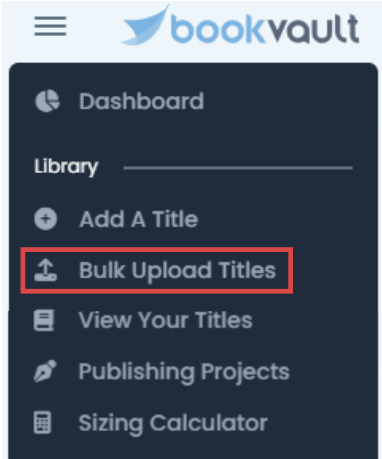 bookvault
Dashboard
Library
Add A Title
Bulk Upload Titles
View Your Titles
Publishing Projects
Sizing Calculator